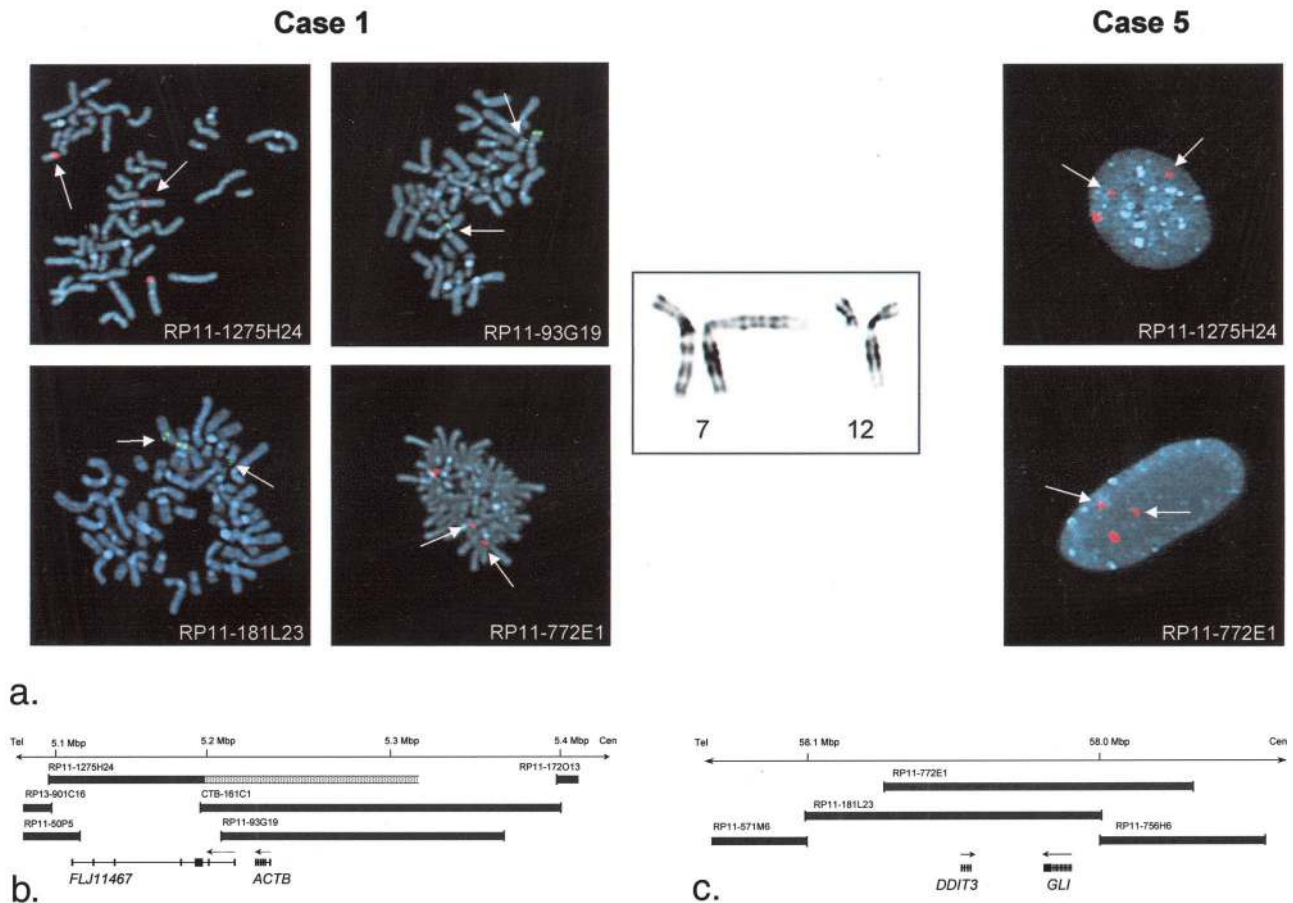 Case 1
Case 5
RP11-1275H24
RP11-93G19
RP11-1275H24
7 12
RP11-181L23
RP11-772E1
RP11-772E1
a.
5.1 Mbp 5.2 Mbp 5.3 Mbp 5.4 Mbp
Tel Cen
RP11-1275H24 RP11-172O13
RP13-901C16 CTB-161C1
RP11-50P5 RP11-93G19
FLJ11467 ACTB
b.
58.1 Mbp 58.0 Mbp
Tel Cen
RP11-772E1
RP11-181L23
RP11-571M6 RP11-756H6
DDIT3 GLI
c.